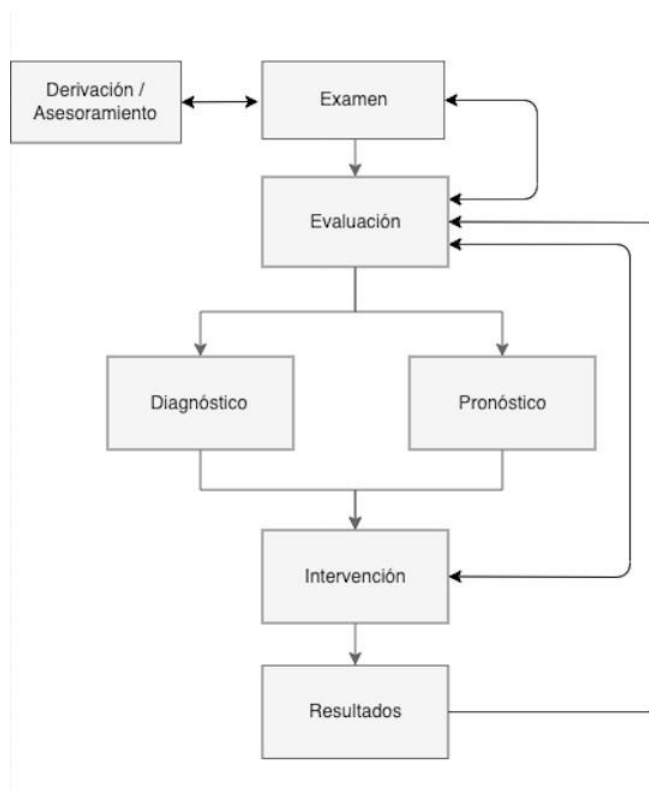 Derivación /
Asesoramiento
Examen
Evaluación
Diagnóstico
Pronóstico
Intervención
Resultados